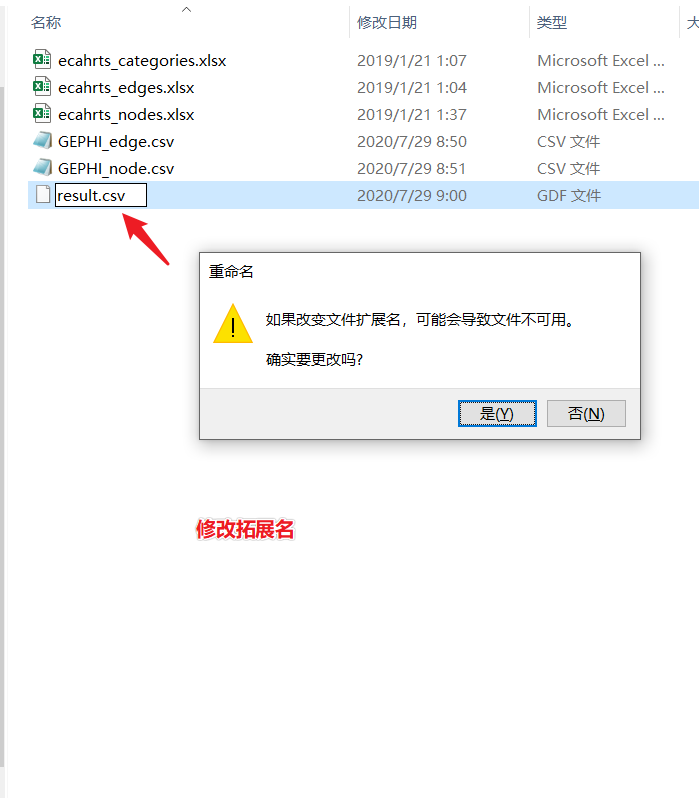 名称 修改日期 类型 大
ecahrts_categories.xlsx 2019/1/21 1:07 Microsoft Excel ...
ecahrts_edges.xlsx 2019/1/21 1:04 Microsoft Excel ...
ecahrts_nodes.xlsx 2019/1/21 1:37 Microsoft Excel ...
GEPHI_edge.csv 2020/7/29 8:50 CSV 文件
GEPHI_node.csv 2020/7/29 8:51 CSV 文件
result.csv 2020/7/29 9:00 GDF 文件
重命名
如果改变文件扩展名，可能会导致文件不可用。
确实要更改吗?
是(Y) 否(N)
修改拓展名